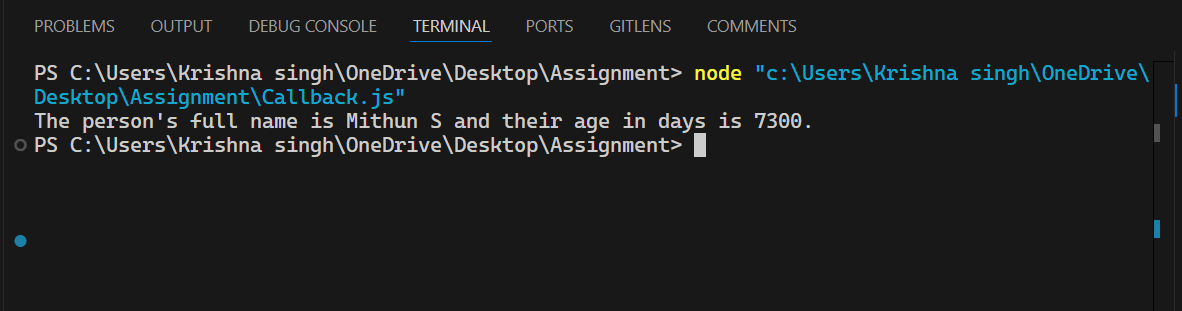 PROBLEMS OUTPUT DEBUG CONSOLE TERMINAL PORTS GITLENS COMMENTS
PS C:\Users\Krishna singh\OneDrive\Desktop\Assignment> node "c:\Users\Krishna singh\OneDrive\
Desktop\Assignment\Callback.js"
The person's full name is Mithun S and their age in days is 7300.
PS C:\Users\Krishna singh\OneDrive\Desktop\Assignment>